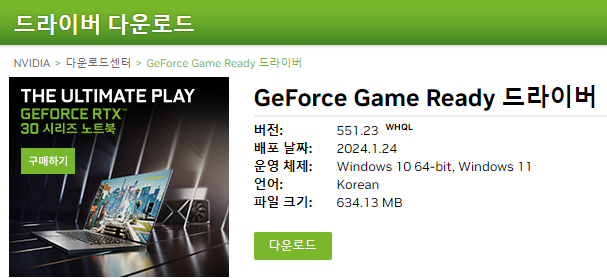 드라이버 다운로드
NVIDIA > 다운로드센터 > GeForce Game Ready 드라이버
THE ULTIMATE PLAY
GEFORCE RTX™
30 시리즈 노트북
구매하기
GeForce Game Ready 드라이버
버전: 551.23 WHQL
배포 날짜: 2024.1.24
운영 체제: Windows 10 64-bit, Windows 11
언어: Korean
파일 크기: 634.13 MB
다운로드